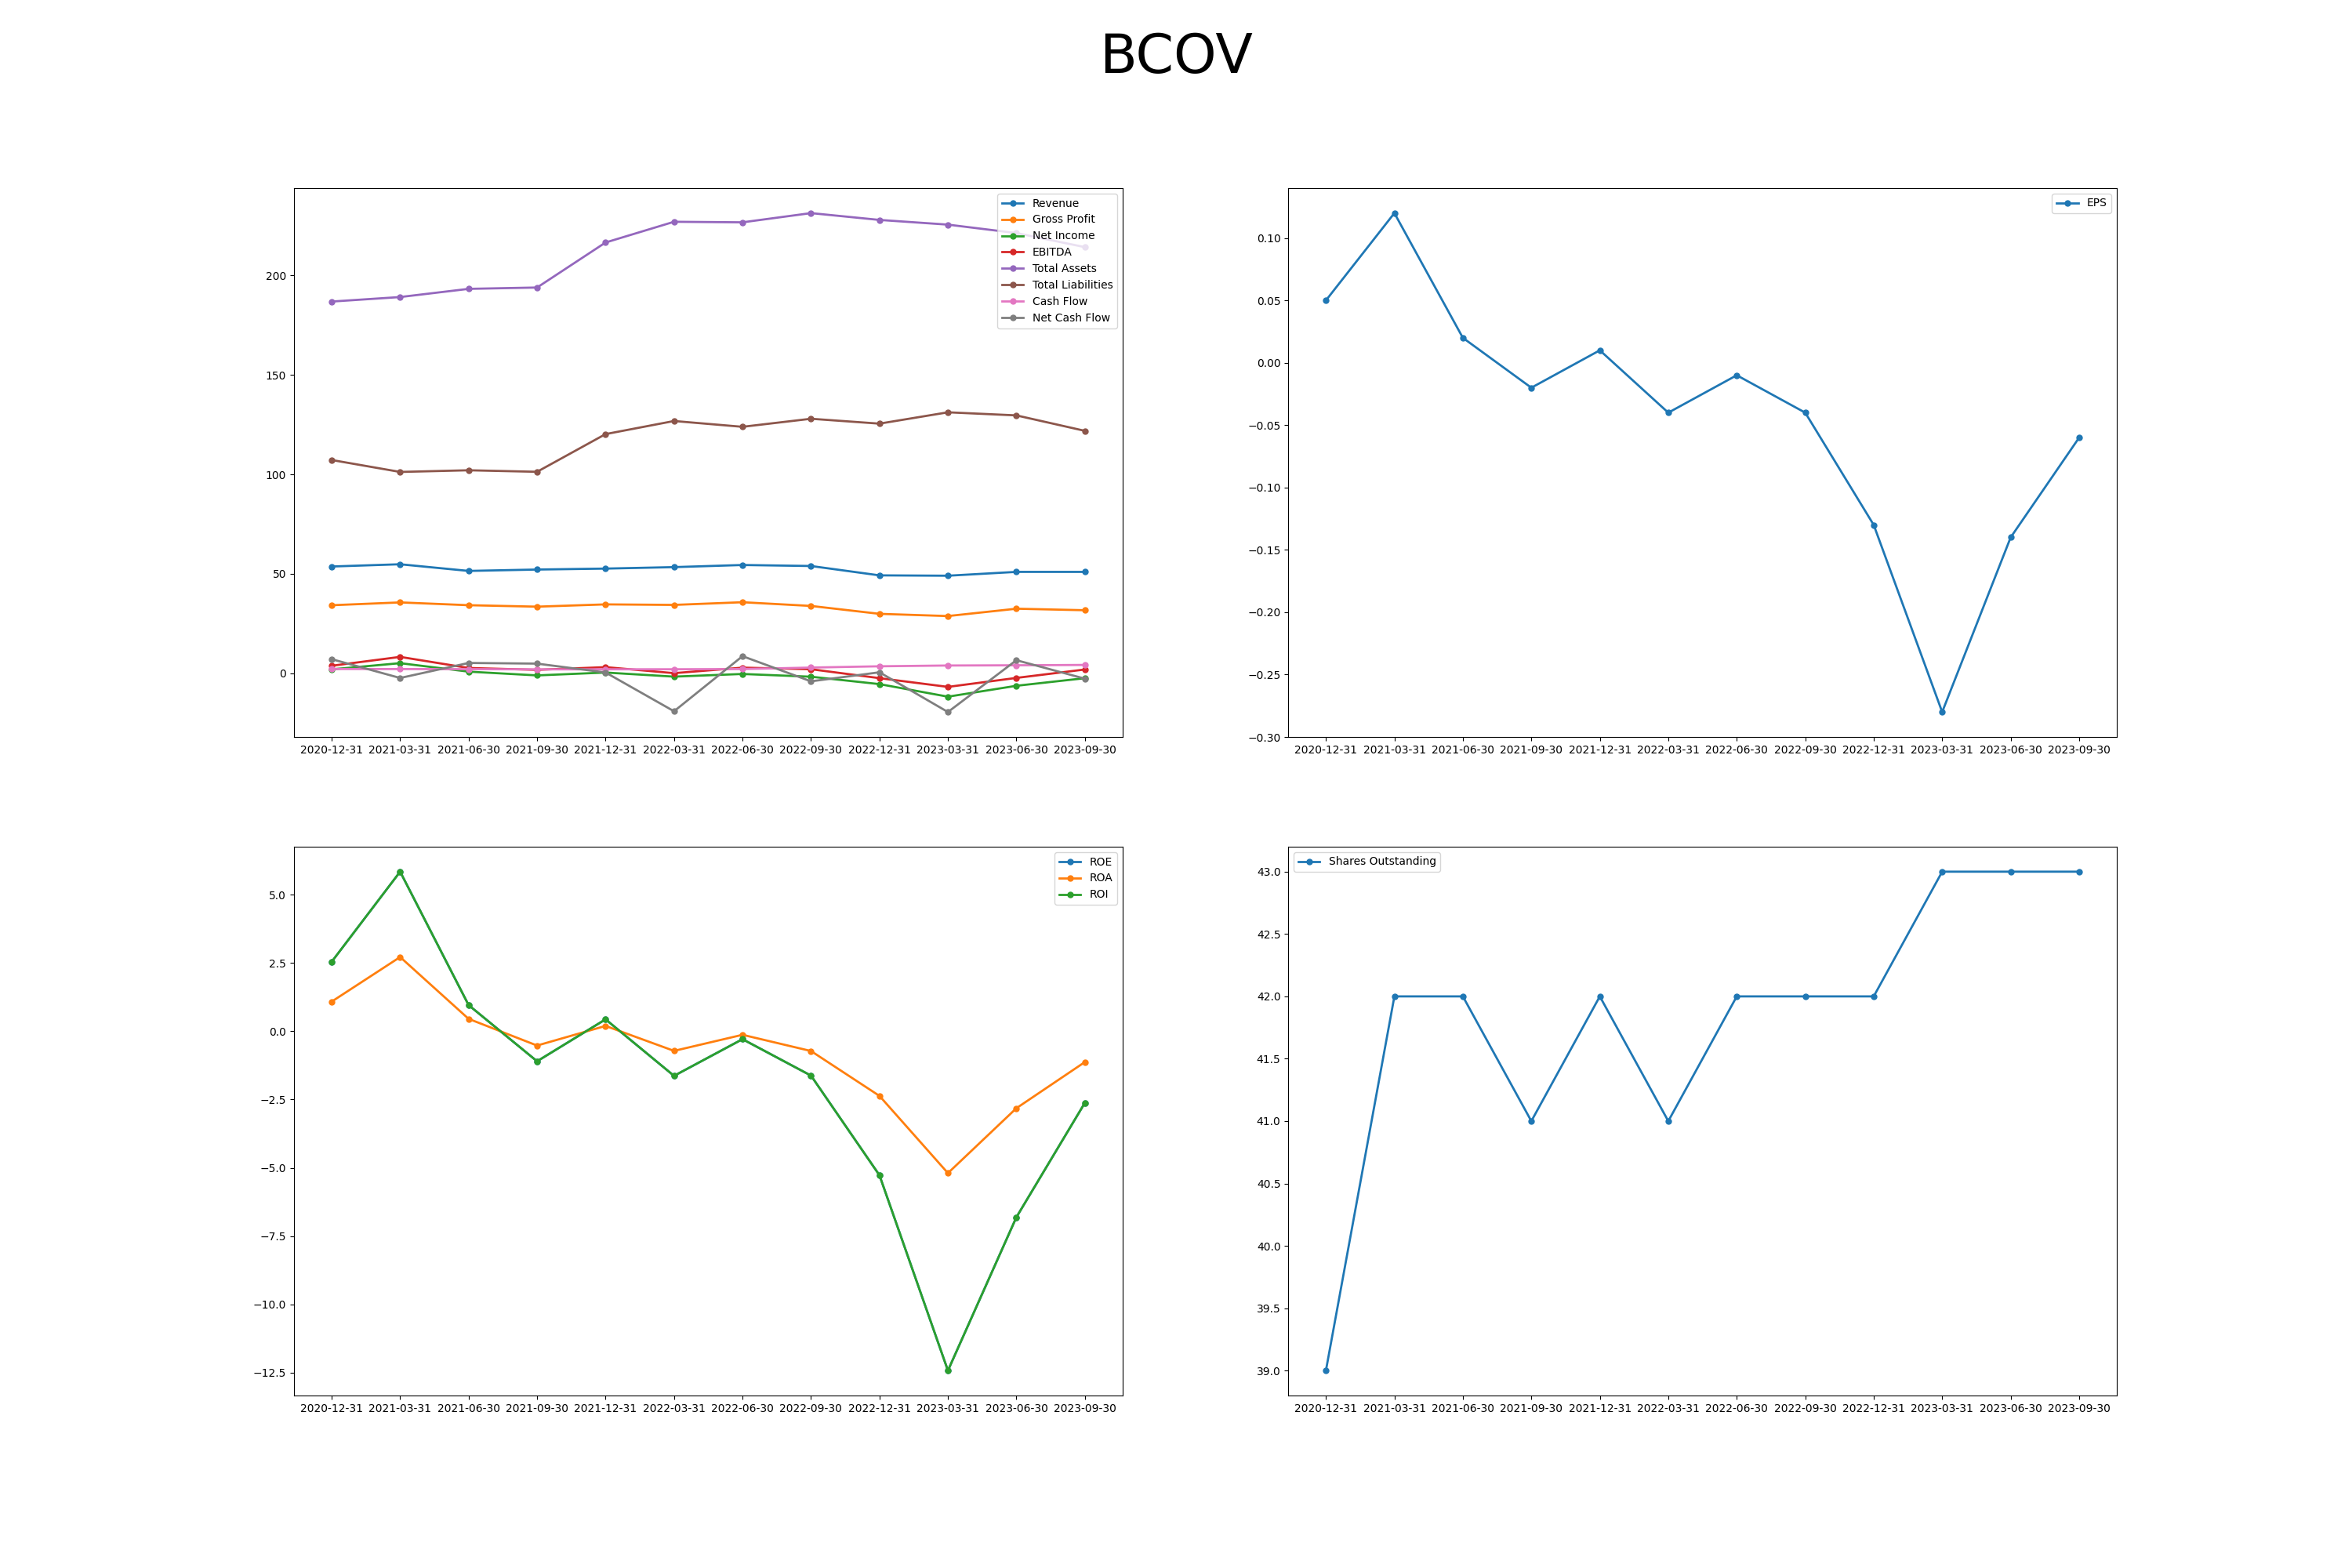 BCOV
Revenue
Gross Profit
Net Income
EBITDA
Total Assets
Total Liabilities
Cash Flow
Net Cash Flow
200
150
100
50
0
2020-12-31 2021-03-31 2021-06-30 2021-09-30 2021-12-31 2022-03-31 2022-06-30 2022-09-30 2022-12-31 2023-03-31 2023-06-30 2023-09-30
EPS
0.10
0.05
0.00
−0.05
−0.10
−0.15
−0.20
−0.25
−0.30
2020-12-31 2021-03-31 2021-06-30 2021-09-30 2021-12-31 2022-03-31 2022-06-30 2022-09-30 2022-12-31 2023-03-31 2023-06-30 2023-09-30
ROE
ROA
ROI
5.0
2.5
0.0
−2.5
−5.0
−7.5
−10.0
−12.5
2020-12-31 2021-03-31 2021-06-30 2021-09-30 2021-12-31 2022-03-31 2022-06-30 2022-09-30 2022-12-31 2023-03-31 2023-06-30 2023-09-30
Shares Outstanding
43.0
42.5
42.0
41.5
41.0
40.5
40.0
39.5
39.0
2020-12-31 2021-03-31 2021-06-30 2021-09-30 2021-12-31 2022-03-31 2022-06-30 2022-09-30 2022-12-31 2023-03-31 2023-06-30 2023-09-30